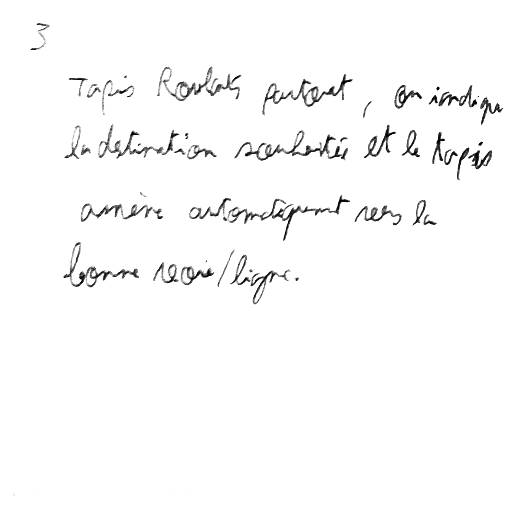 3
Tapis Roulants partout, on indique
la destination souhaitée et le tapis
amène automatiquement vers la
bonne voie/ligne.